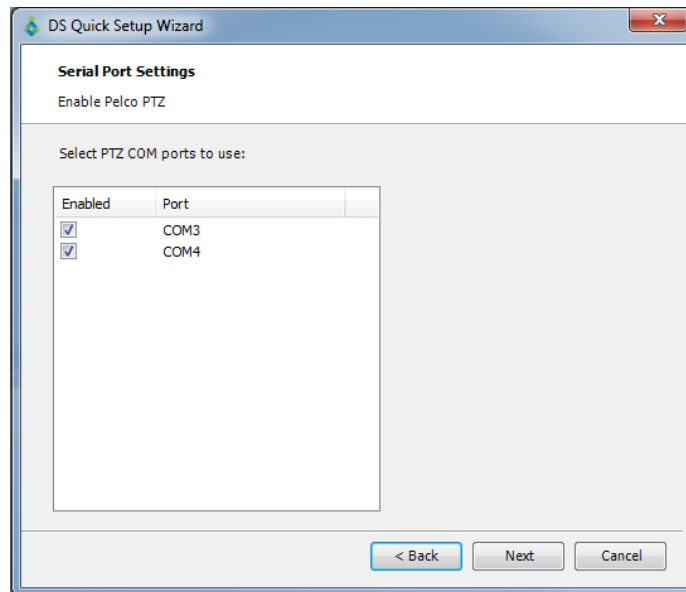 DS Quick Setup Wizard
Serial Port Settings
Enable Pelco PTZ
Select PTZ COM ports to use:
Enabled Port
COM3
COM4
< Back Next Cancel